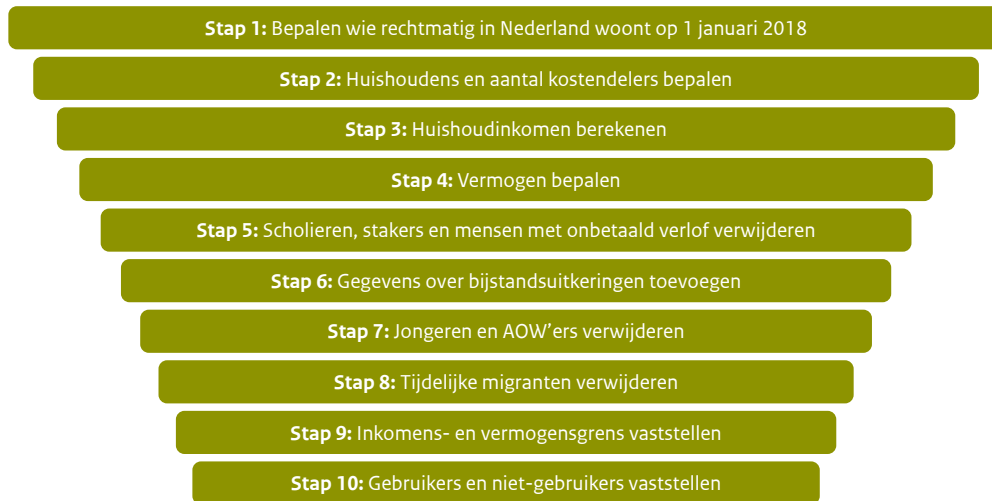 Stap 1: Bepalen wie rechtmatig in Nederland woont op 1 januari 2018
Stap 2: Huishoudens en aantal kostendelers bepalen
Stap 3: Huishoudinkomen berekenen
Stap 4: Vermogen bepalen
Stap 5: Scholieren, stakers en mensen met onbetaald verlof verwijderen
Stap 6: Gegevens over bijstandsuitkeringen toevoegen
Stap 7: Jongeren en AOW’ers verwijderen
Stap 8: Tijdelijke migranten verwijderen
Stap 9: Inkomens- en vermogensgrens vaststellen
Stap 10: Gebruikers en niet-gebruikers vaststellen